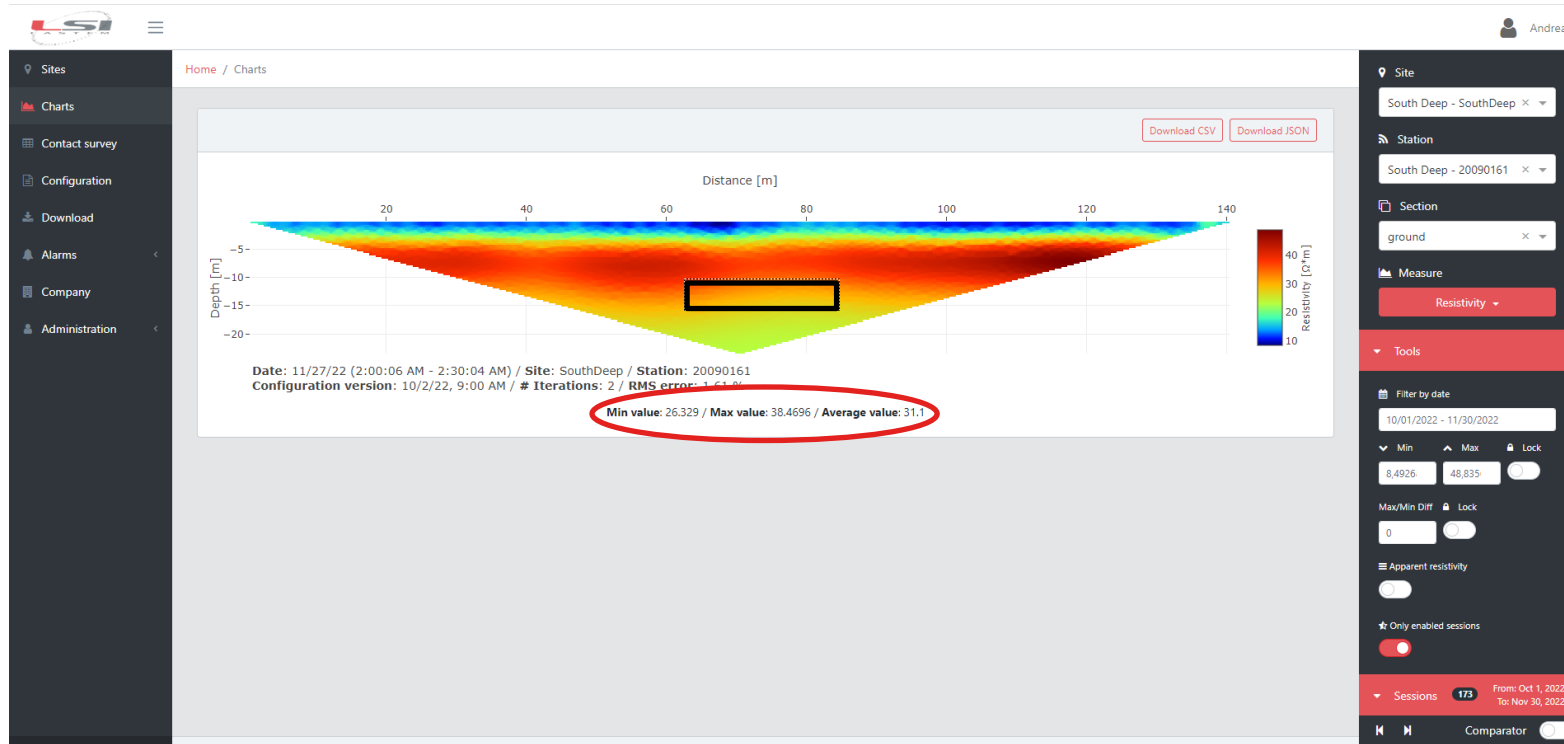 LSI
LASTEM
Andrea
Sites
Charts
Contact survey
Configuration
Download
Alarms
Company
Administration
Home / Charts
Download CSV
Download JSON
Distance [m]
20 40 60 80 100 120 140
Depth [m]
−5
−10
−15
−20
40
30
20
10
Resistivity [Ω*m]
Date: 11/27/22 (2:00:06 AM - 2:30:04 AM) / Site: SouthDeep / Station: 20090161
Configuration version: 10/2/22, 9:00 AM / # Iterations: 2 / RMS error: 1.61 %
Min value: 26.329 / Max value: 38.4696 / Average value: 31.1
Site
South Deep - SouthDeep ×
Station
South Deep - 20090161 ×
Section
ground ×
Measure
Resistivity
Tools
Filter by date
10/01/2022 - 11/30/2022
Min Max Lock
8,4926 48,835
Max/Min Diff Lock
0
Apparent resistivity
Only enabled sessions
Sessions 173 From: Oct 1, 2022
To: Nov 30, 2022
Comparator